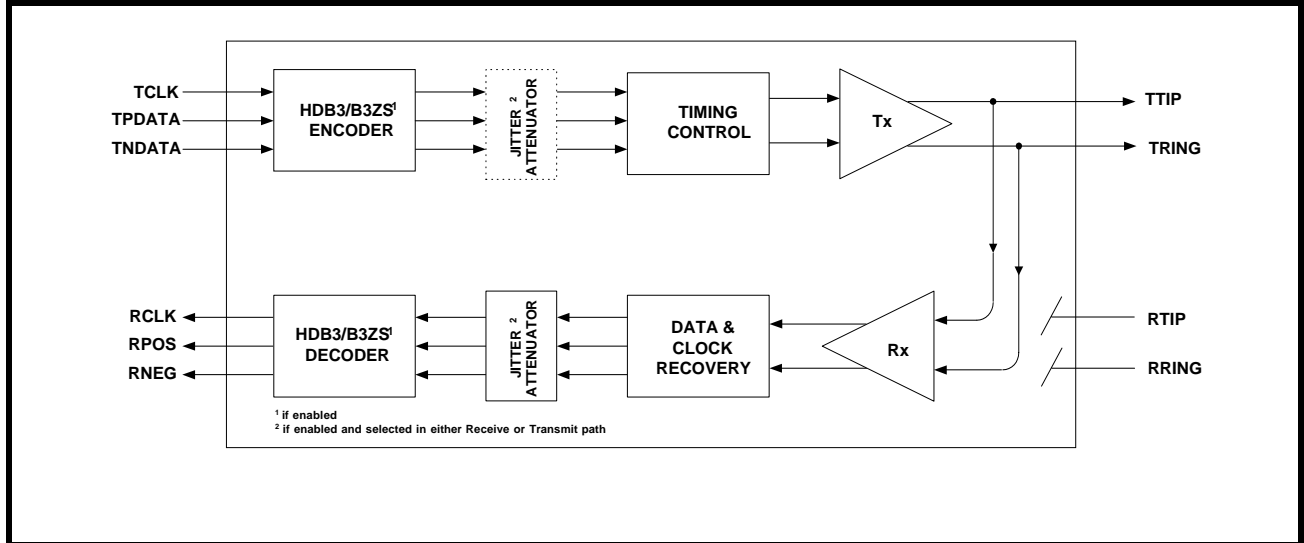 TCLK
TPDATA
TNDATA
HDB3/B3ZS1
ENCODER
JITTER 2
ATTENUATOR
TIMING
CONTROL
Tx
TTIP
TRING
RCLK
RPOS
RNEG
HDB3/B3ZS1
DECODER
JITTER 2
ATTENUATOR
DATA &
CLOCK
RECOVERY
Rx
RTIP
RRING
1 if enabled
2 if enabled and selected in either Receive or Transmit path